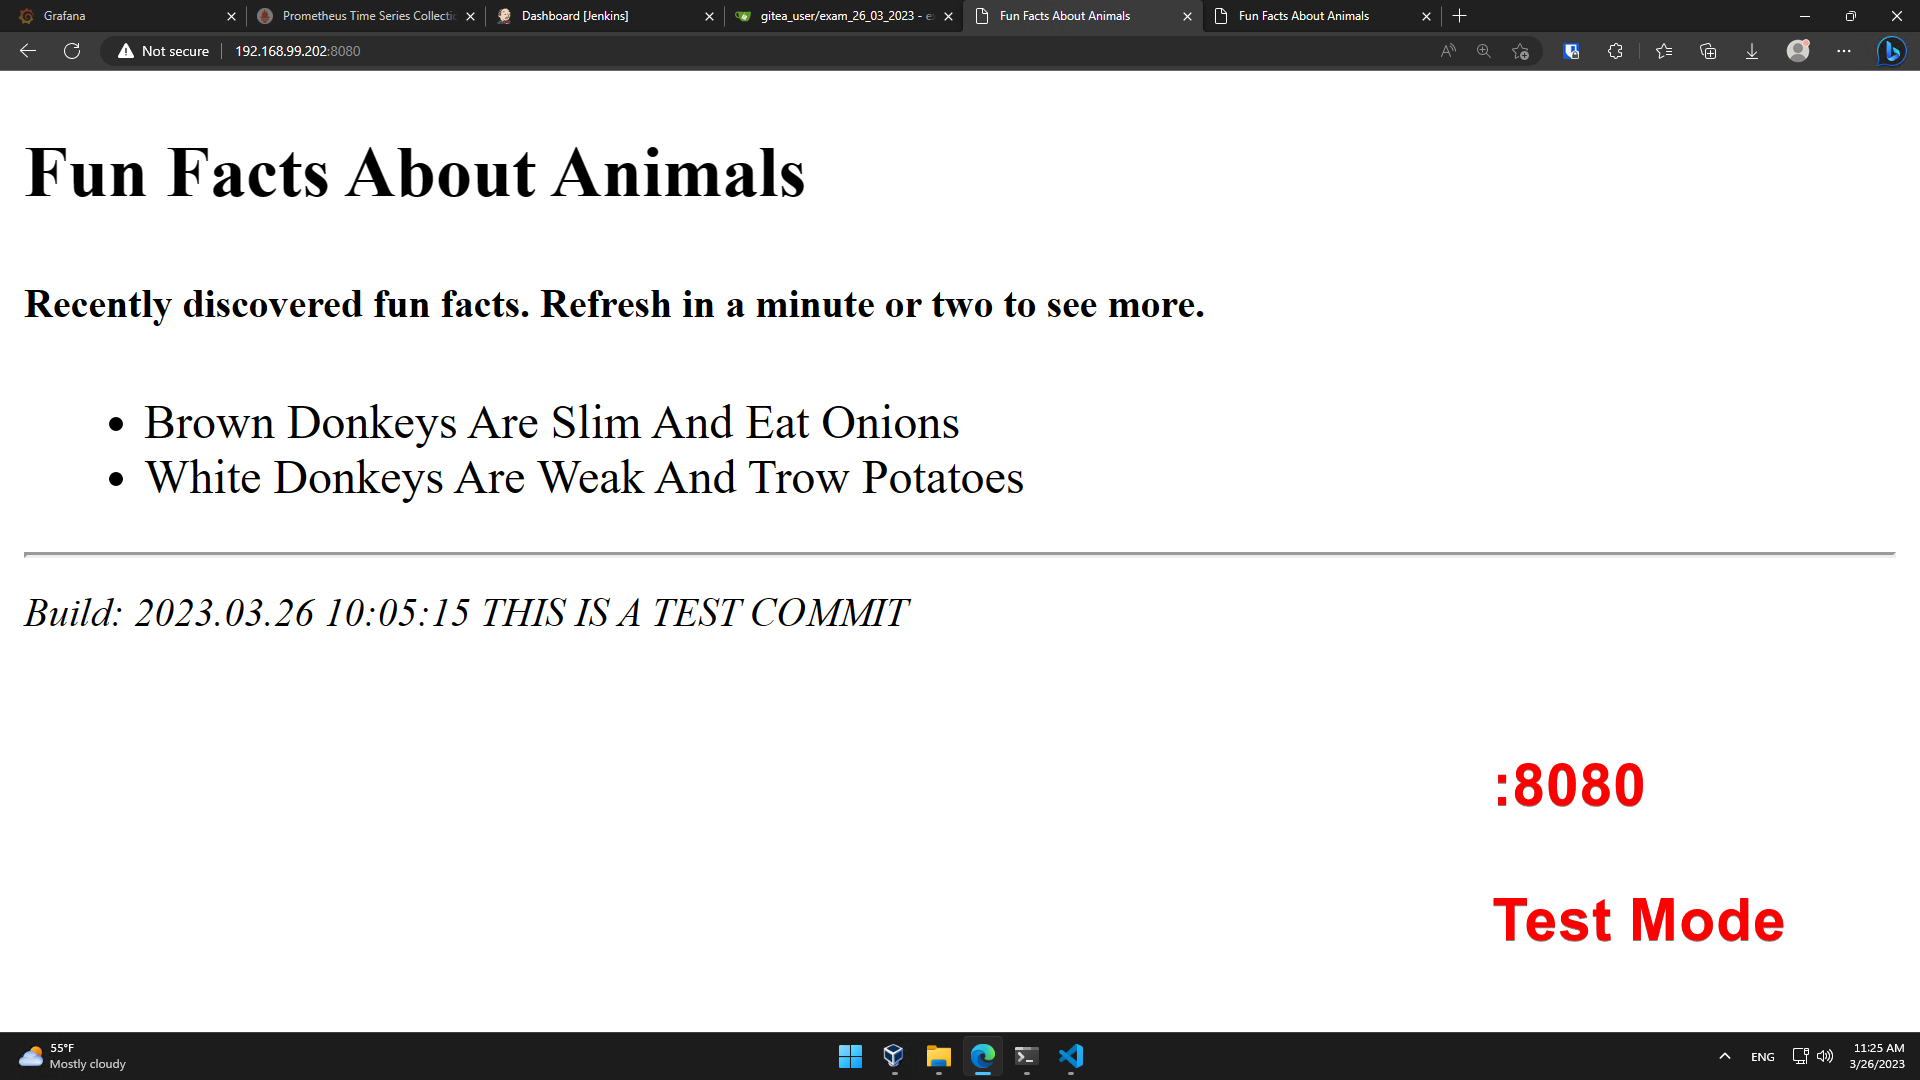 Grafana
Prometheus Time Series Collectio
Dashboard [Jenkins]
gitea_user/exam_26_03_2023 - e
Fun Facts About Animals
Fun Facts About Animals
Not secure
192.168.99.202:8080
Fun Facts About Animals
Recently discovered fun facts. Refresh in a minute or two to see more.
• Brown Donkeys Are Slim And Eat Onions
• White Donkeys Are Weak And Trow Potatoes
Build: 2023.03.26 10:05:15 THIS IS A TEST COMMIT
:8080
Test Mode
55°F
Mostly cloudy
ENG
11:25 AM
3/26/2023